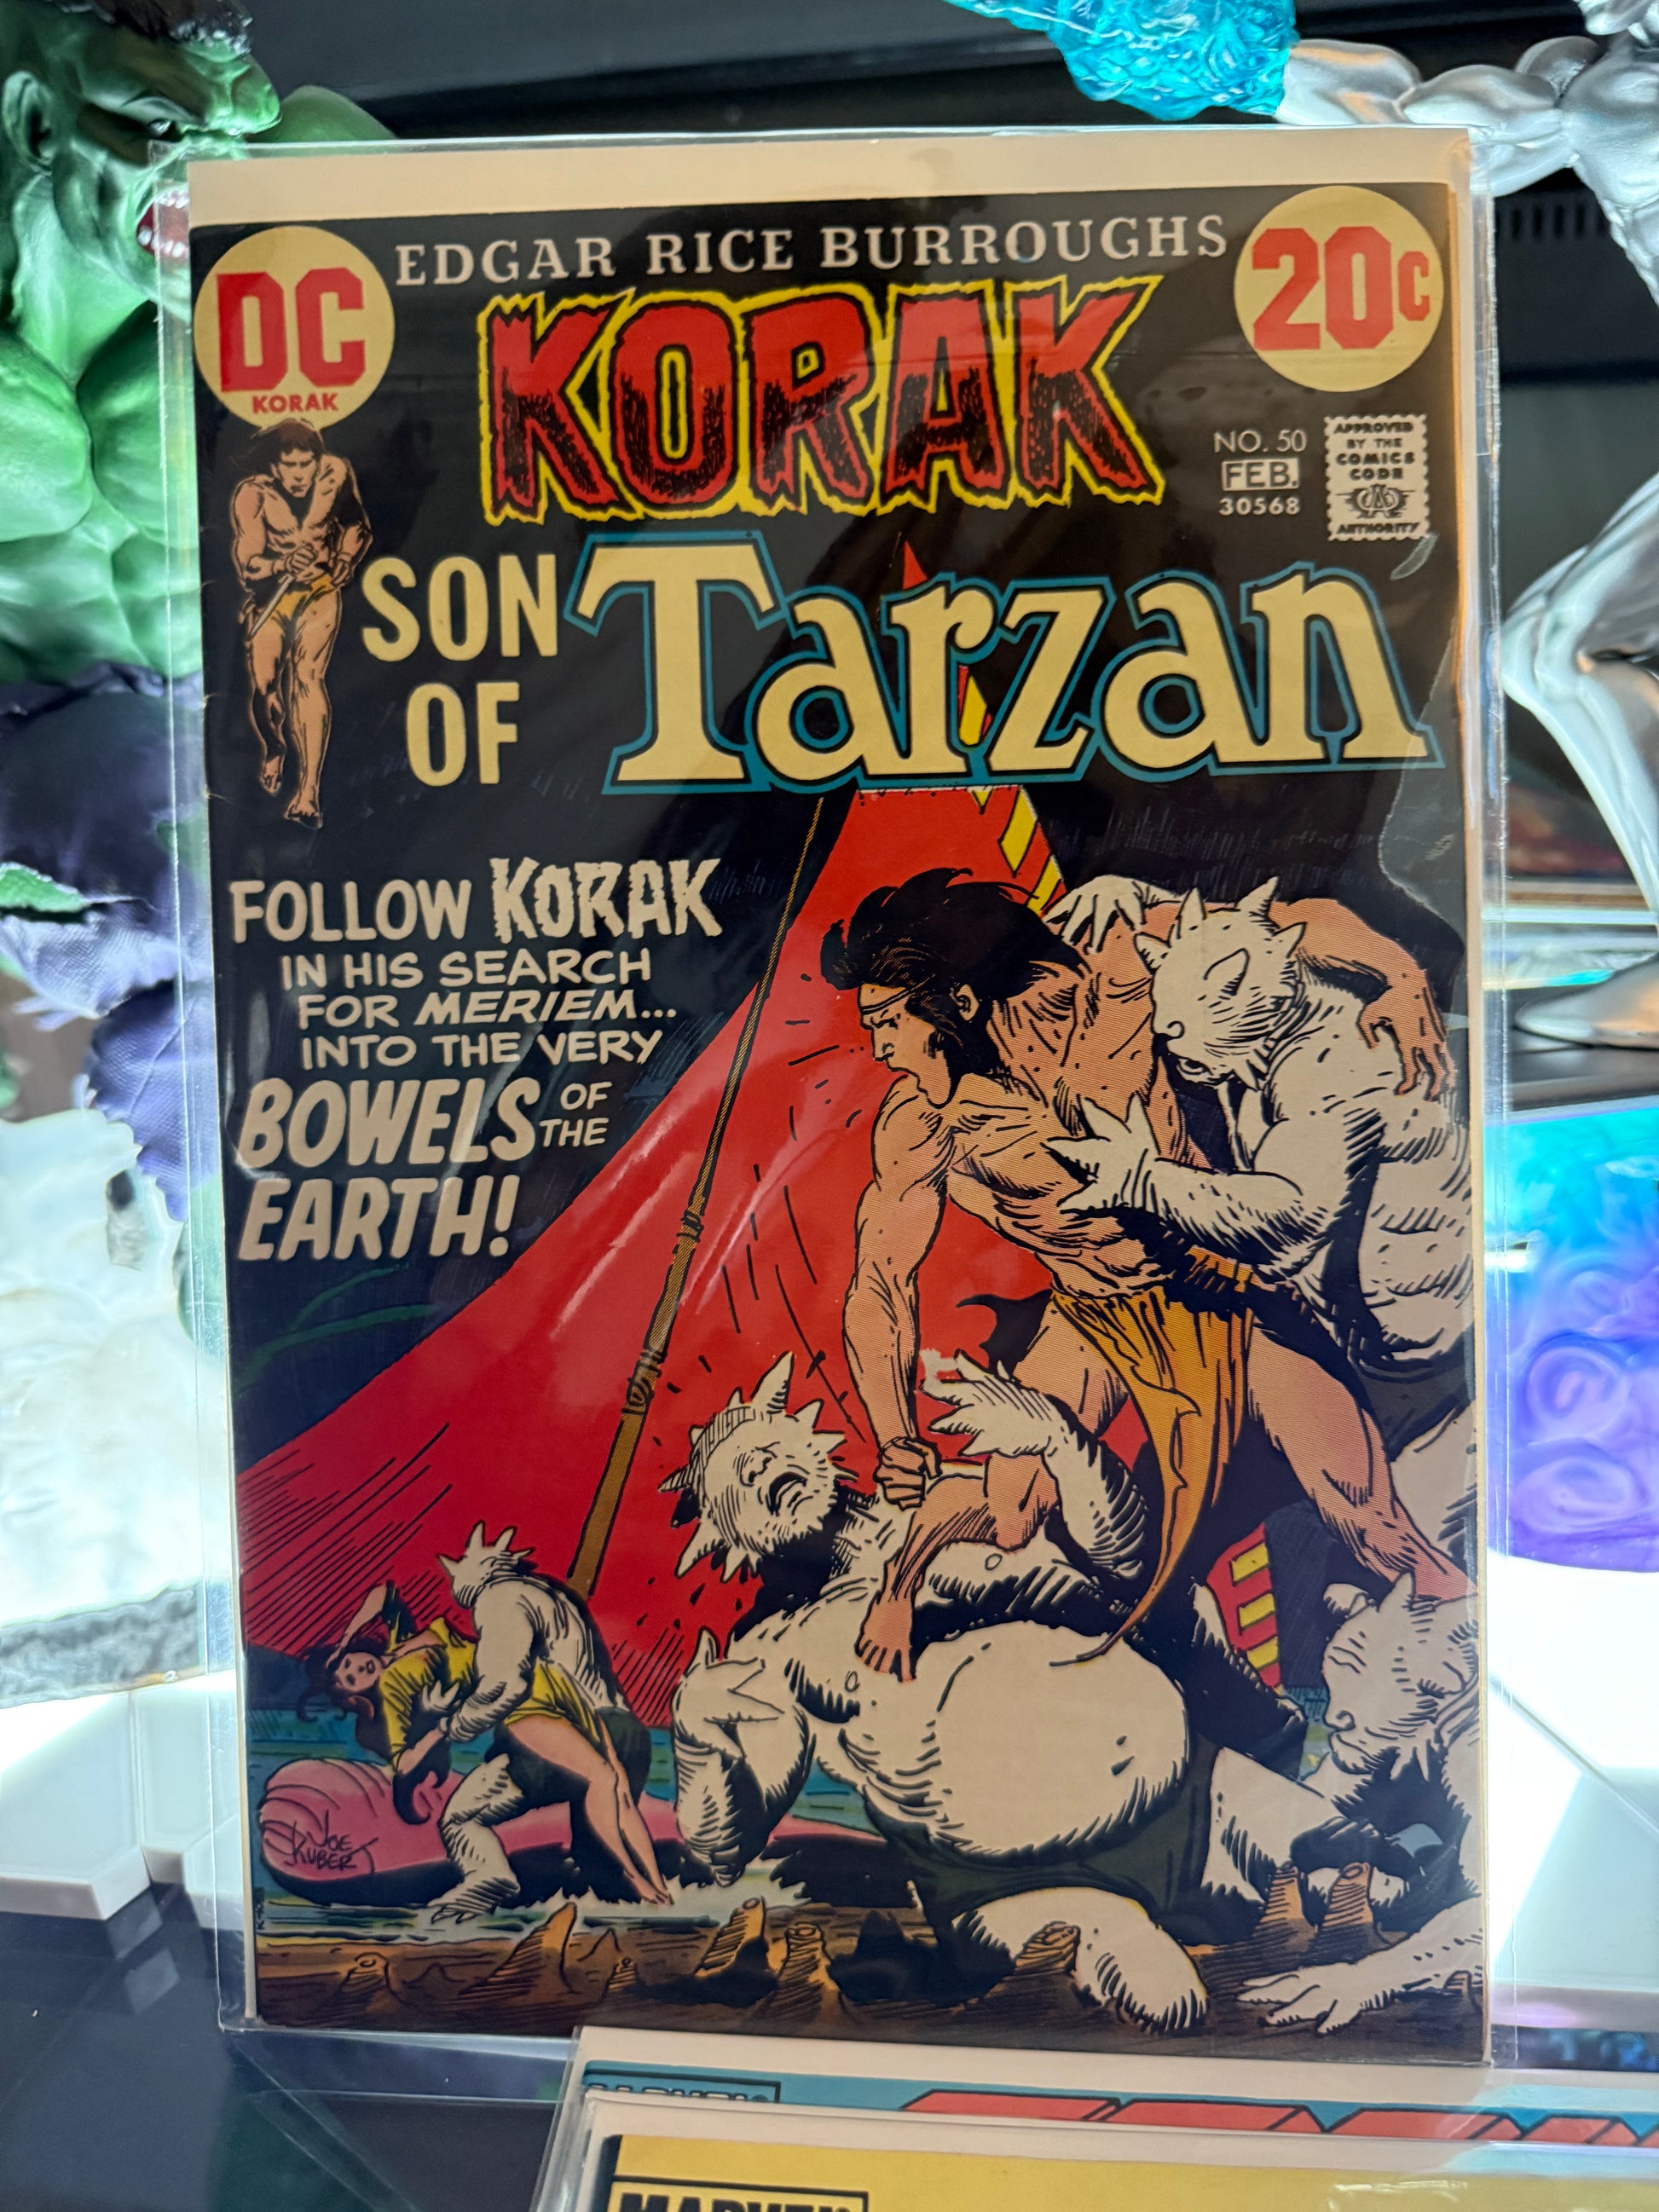 EDGAR RICE BURROUGHS
DC
KORAK
20c
KORAK
NO. 50
FEB.
30568
APPROVED
BY THE
COMICS
CODE
AUTHORITY
SON
OF
Tarzan
FOLLOW KORAK
IN HIS SEARCH
FOR MERIEM...
INTO THE VERY
BOWELS OF
THE
EARTH!
JOE
KUBERT
MARVEL